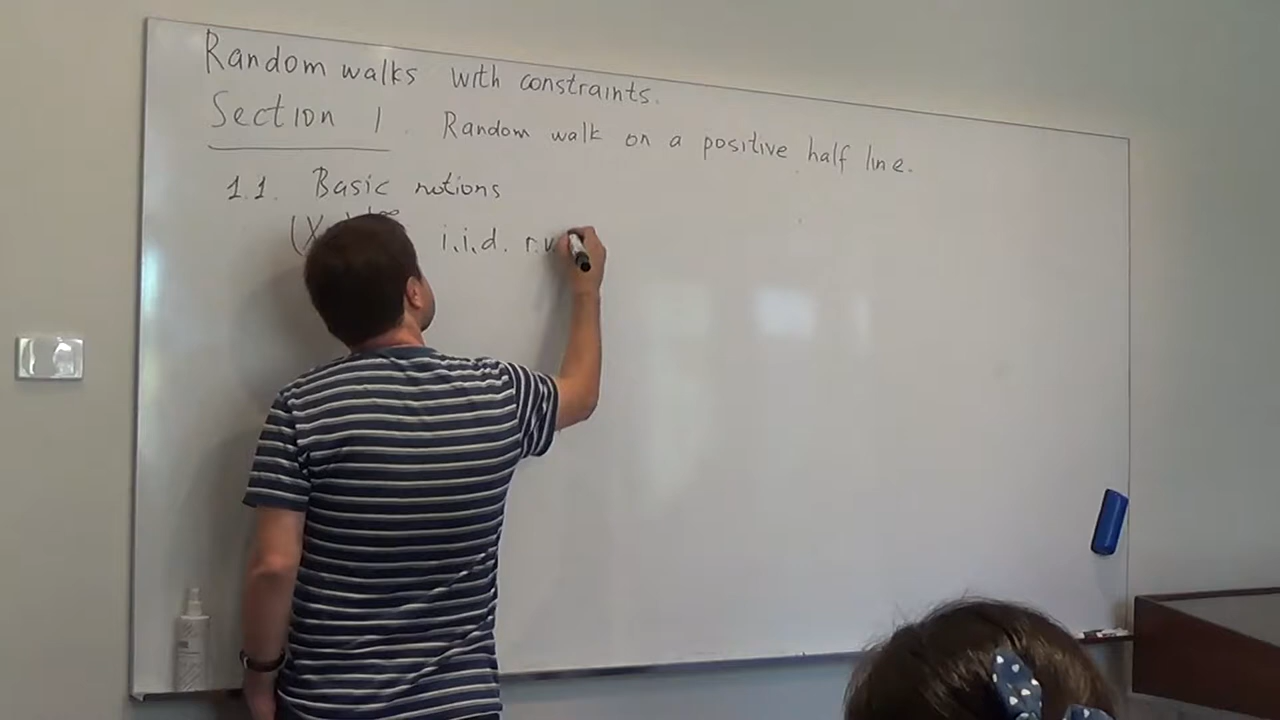 Random walks with constraints.
Section 1. Random walk on a positive half line.
1.1. Basic notions
(X i.i.d. r.v